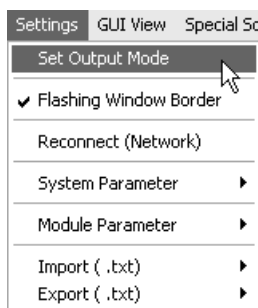 Settings GUI View Special Sc
Set Output Mode
Flashing Window Border
Reconnect (Network)
System Parameter
Module Parameter
Import ( .txt)
Export ( .txt)